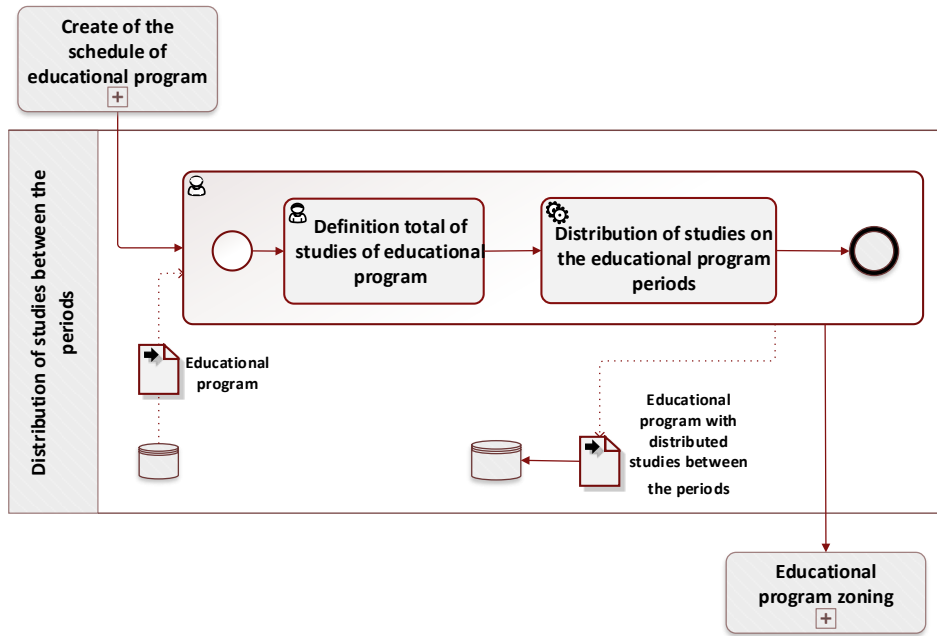 Create of the
schedule of
educational program
Distribution of studies between the
periods
Definition total of
studies of educational
program
Distribution of studies on
the educational program
periods
Educational
program
Educational
program with
distributed
studies between
the periods
Educational
program zoning